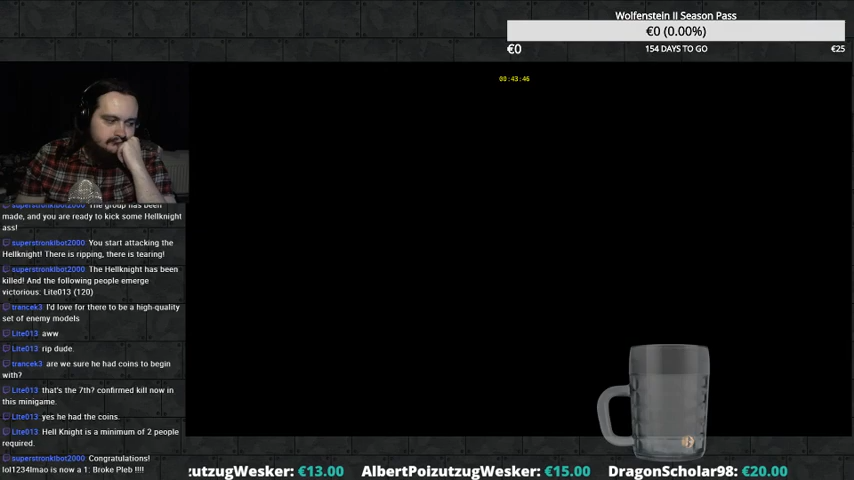 Wolfenstein II Season Pass
€0 (0.00%)
€0
154 DAYS TO GO
€25
00:43:46
superstronkibot2000: The group has been
made, and you are ready to kick some Hellknight
ass!
superstronkibot2000: You start attacking the
Hellknight! There is ripping, there is tearing!
superstronkibot2000: The Hellknight has been
killed! And the following people emerge
victorious: Lite013 (120)
trancek3: I'd love for there to be a high-quality
set of enemy models
Lite013: aww
Lite013: rip dude.
trancek3: are we sure he had coins to begin
with?
Lite013: that's the 7th? confirmed kill now in
this minigame.
Lite013: yes he had the coins.
Lite013: Hell Knight is a minimum of 2 people
required.
superstronkibot2000: Congratulations!
lol1234lmao is now a 1: Broke Pleb !!!!
zutzugWesker: €13.00 AlbertPoizutzugWesker: €15.00 DragonScholar98: €20.00